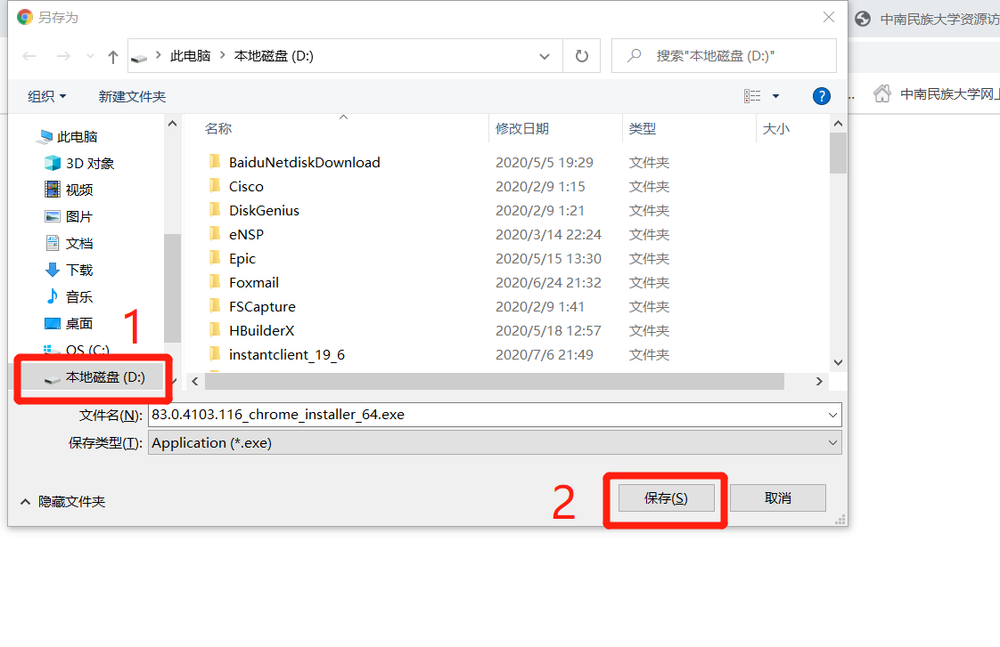 另存为
中南民族大学资源访
此电脑 本地磁盘 (D:)
搜索"本地磁盘 (D:)"
组织 新建文件夹
?
.. 中南民族大学网上
名称 修改日期 类型 大小
此电脑
3D 对象
视频
图片
文档
下载
音乐
桌面
OS (C:)
本地磁盘 (D:)
1
BaiduNetdiskDownload 2020/5/5 19:29 文件夹
Cisco 2020/2/9 1:15 文件夹
DiskGenius 2020/2/9 1:21 文件夹
eNSP 2020/3/14 22:24 文件夹
Epic 2020/5/15 13:30 文件夹
Foxmail 2020/6/24 21:32 文件夹
FSCapture 2020/2/9 1:41 文件夹
HBuilderX 2020/5/18 12:57 文件夹
instantclient_19_6 2020/7/6 21:49 文件夹
文件名(N): 83.0.4103.116_chrome_installer_64.exe
保存类型(T): Application (*.exe)
隐藏文件夹
2
保存(S) 取消